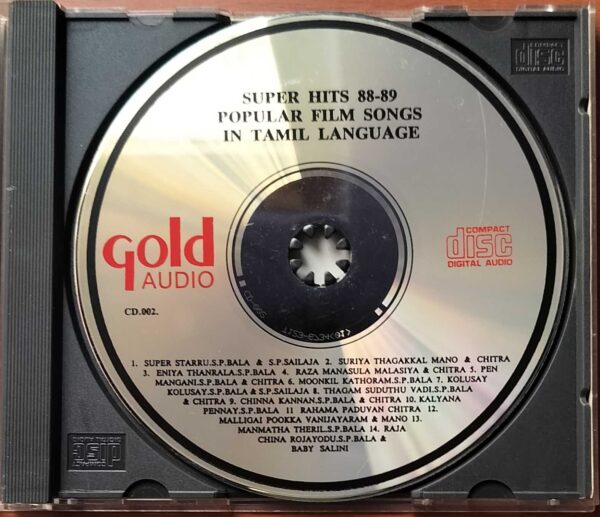 COMPACT
disc
DIGITAL AUDIO
SUPER HITS 88-89
POPULAR FILM SONGS
IN TAMIL LANGUAGE
gold
AUDIO
COMPACT
disc
DIGITAL AUDIO
CD.002.
1. SUPER STARRU.S.P.BALA & S.P.SAILAJA 2. SURIYA THAGAKKAL MANO & CHITRA
3. ENIYA THANRALA.S.P.BALA 4. RAZA MANASULA MALASIYA & CHITRA 5. PEN
MANGANI.S.P.BALA & CHITRA 6. MOONKIL KATHORAM.S.P.BALA 7. KOLUSAY
KOLUSAY.S.P.BALA & S.P.SAILAJA 8. THAGAM SUDUTHU VADI.S.P.BALA
& CHITRA 9. CHINNA KANNAN.S.P.BALA & CHITRA 10. KALYANA
PENNAY.S.P.BALA 11 RAHAMA PADUVAN CHITRA 12.
MALLIGAI POOKKA VANIJAYARAM & MANO 13.
MANMATHA THERIL.S.P.BALA 14. RAJA
CHINA ROJAYODU.S.P.BALA &
BABY SALINI